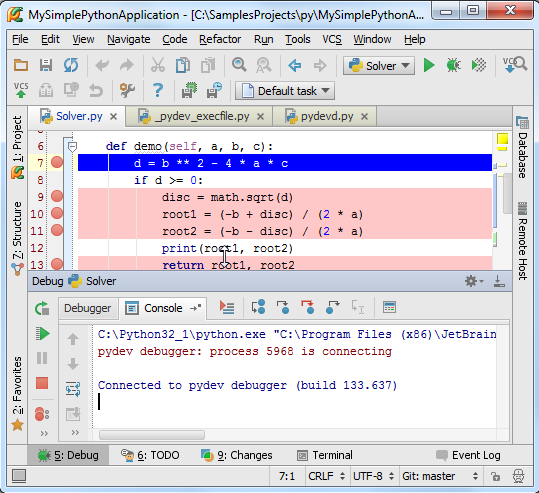 MySimplePythonApplication - [C:\SamplesProjects\py\MySimplePythonA...
File Edit View Navigate Code Refactor Run Tools VCS Window Help
VCS VCS Solver VCS
Default task
Solver.py _pydev_execfile.py pydevd.py
1: Project
7: Structure
2: Favorites
Database
Remote Host
6 def demo(self, a, b, c):
7 d = b ** 2 - 4 * a * c
8 if d >= 0:
9 disc = math.sqrt(d)
10 root1 = (-b + disc) / (2 * a)
11 root2 = (-b - disc) / (2 * a)
12 print(root1, root2)
13 return root1, root2
Debug Solver
Debugger Console
C:\Python32_1\python.exe "C:\Program Files (x86)\JetBrain
pydev debugger: process 5968 is connecting
Connected to pydev debugger (build 133.637)
5: Debug 6: TODO 9: Changes Terminal Event Log
7:1 CRLF UTF-8 Git: master